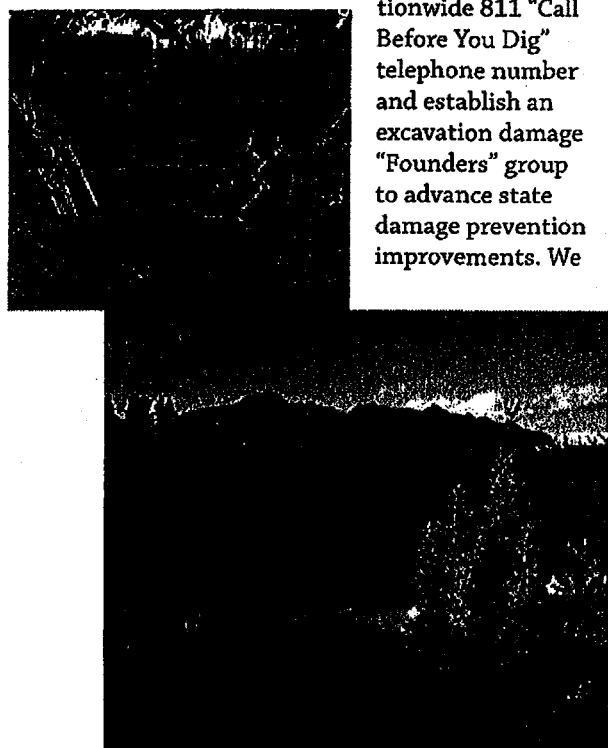 tionwide 811 "Call
Before You Dig"
telephone number
and establish an
excavation damage
"Founders" group
to advance state
damage prevention
improvements. We